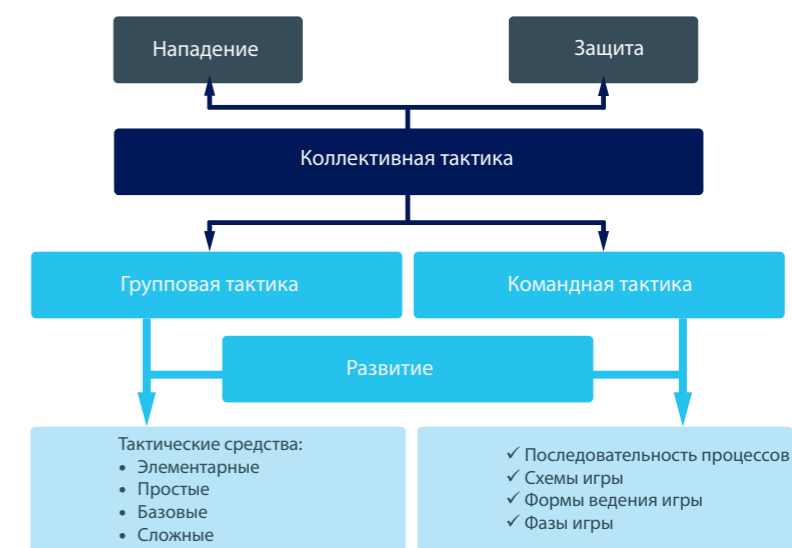 Нападение
Защита
Коллективная тактика
Групповая тактика
Командная тактика
Развитие
Тактические средства:
• Элементарные
• Простые
• Базовые
• Сложные
✓ Последовательность процессов
✓ Схемы игры
✓ Формы ведения игры
✓ Фазы игры